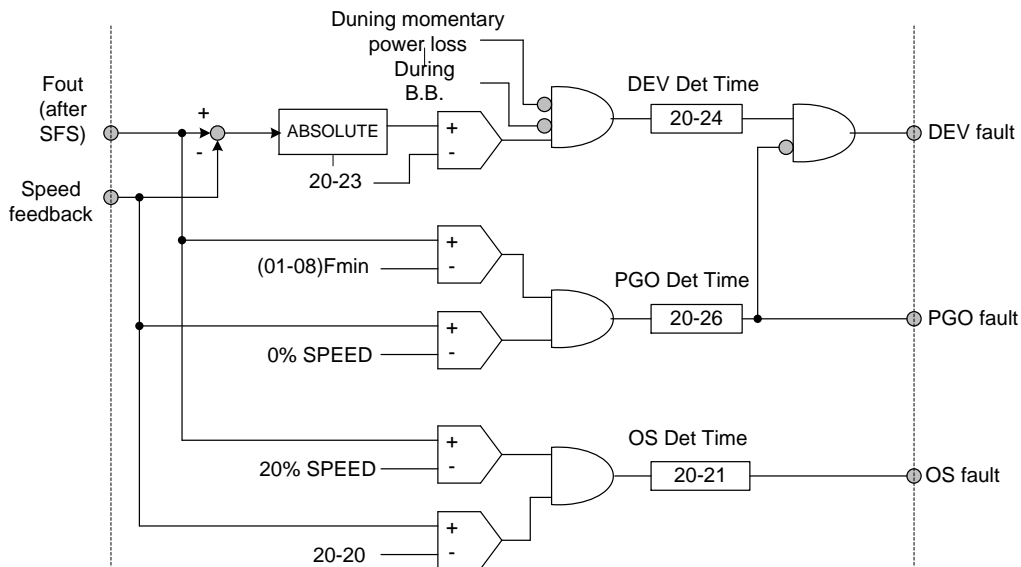 Duning momentary
power loss
During
B.B.
Fout
(after
SFS)
+
-
ABSOLUTE
+
-
20-23
DEV Det Time
20-24
DEV fault
Speed
feedback
+
-
(01-08)Fmin
PGO Det Time
20-26
PGO fault
+
-
0% SPEED
+
-
20% SPEED
OS Det Time
20-21
OS fault
+
-
20-20